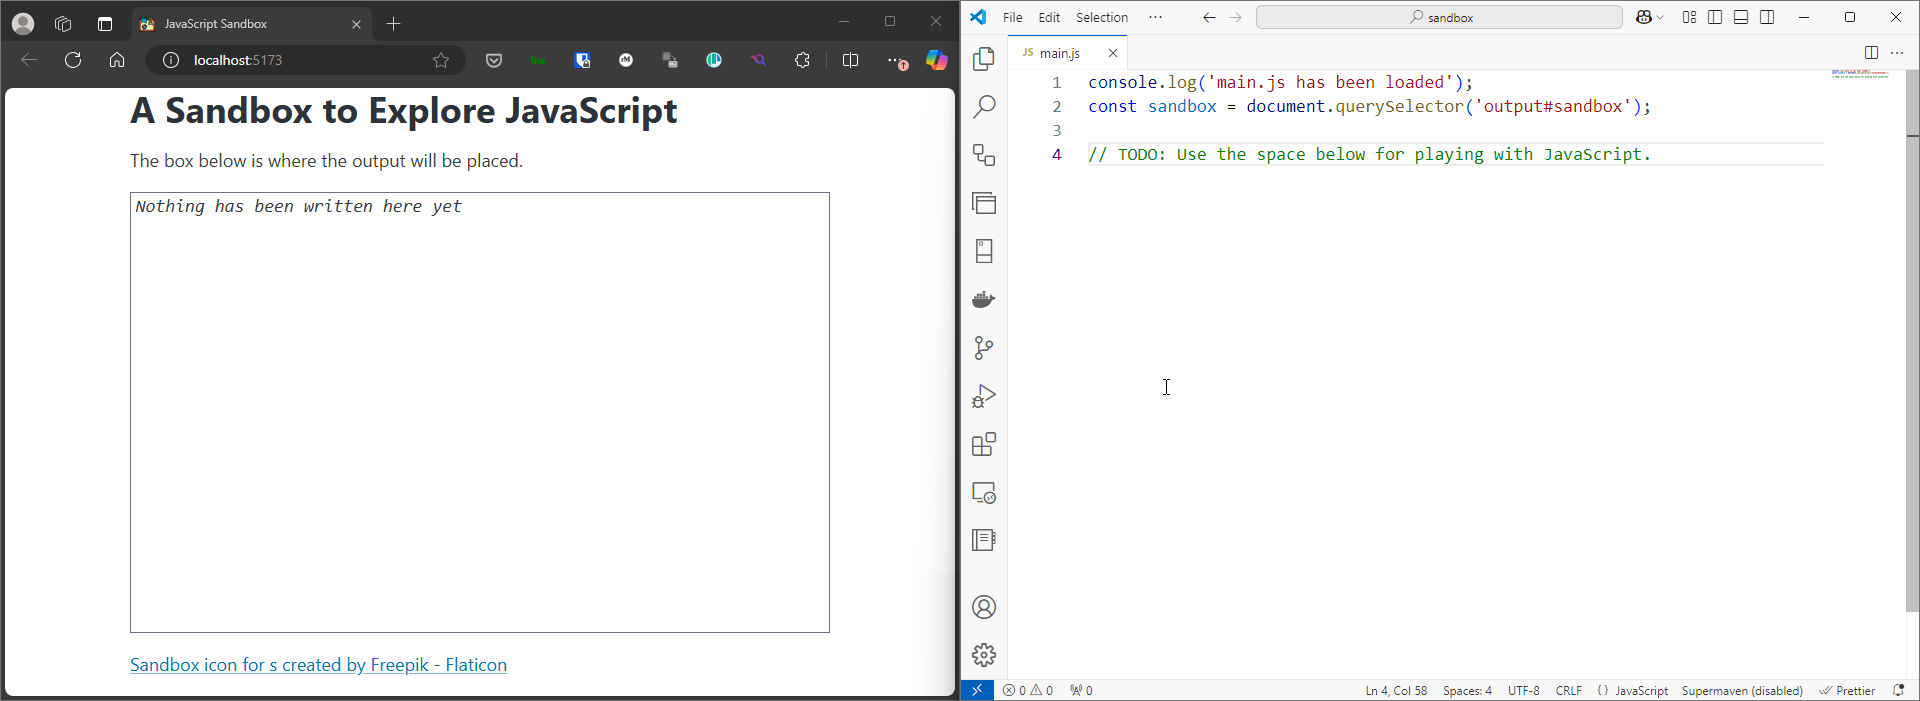 JavaScript Sandbox
localhost:5173
A Sandbox to Explore JavaScript
The box below is where the output will be placed.
Nothing has been written here yet
Sandbox icon for s created by Freepik - Flaticon
File Edit Selection ···
sandbox
JS main.js
1 console.log('main.js has been loaded');
2 const sandbox = document.querySelector('output#sandbox');
3
4 // TODO: Use the space below for playing with JavaScript.
0 0 0
Ln 4, Col 58 Spaces: 4 UTF-8 CRLF {} JavaScript Supermaven (disabled) Prettier